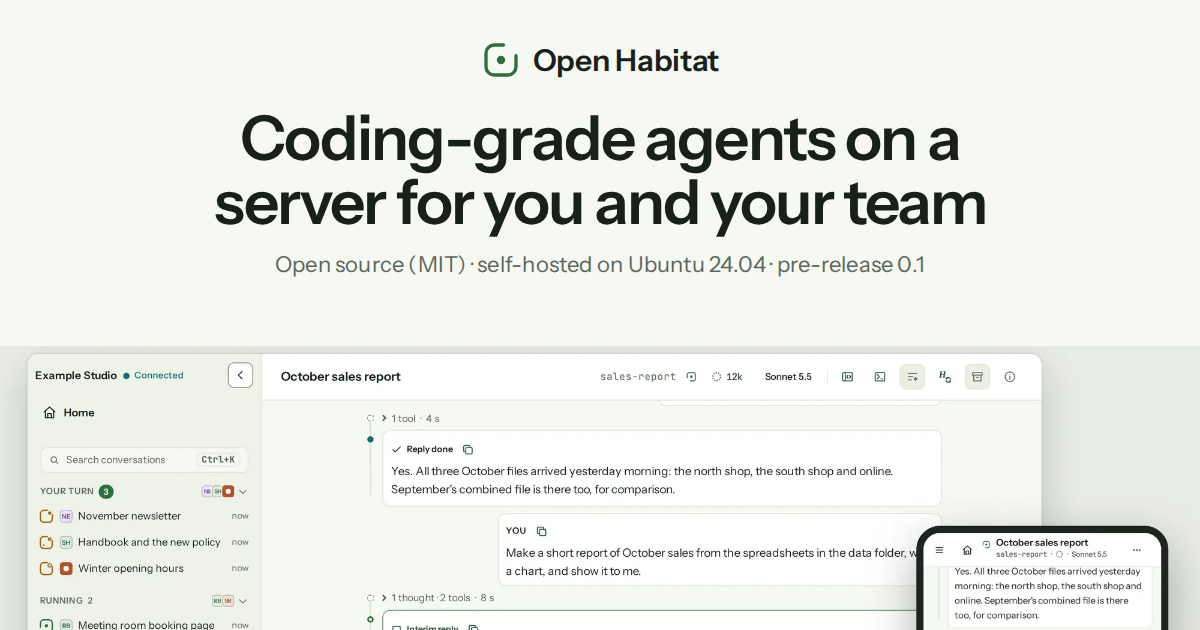 Open Habitat
Coding-grade agents on a
server for you and your team
Open source (MIT) · self-hosted on Ubuntu 24.04 · pre-release 0.1
Example Studio
Connected
Home
Search conversations
Ctrl+K
YOUR TURN 3
NE SH
NE November newsletter now
SH Handbook and the new policy now
Winter opening hours now
RUNNING 2
RB SR
RB Meeting room booking page now
October sales report
sales-report
12k
Sonnet 5.5
1 tool · 4 s
Reply done
Yes. All three October files arrived yesterday morning: the north shop, the south shop and online.
September's combined file is there too, for comparison.
YOU
Make a short report of October sales from the spreadsheets in the data folder,
a chart, and show it to me.
1 thought · 2 tools · 8 s
Interim reply
October sales report
sales-report · Sonnet 5.5
Yes. All three October files arrived yesterday
morning: the north shop, the south shop and
online. September's combined file is there
too, for comparison.